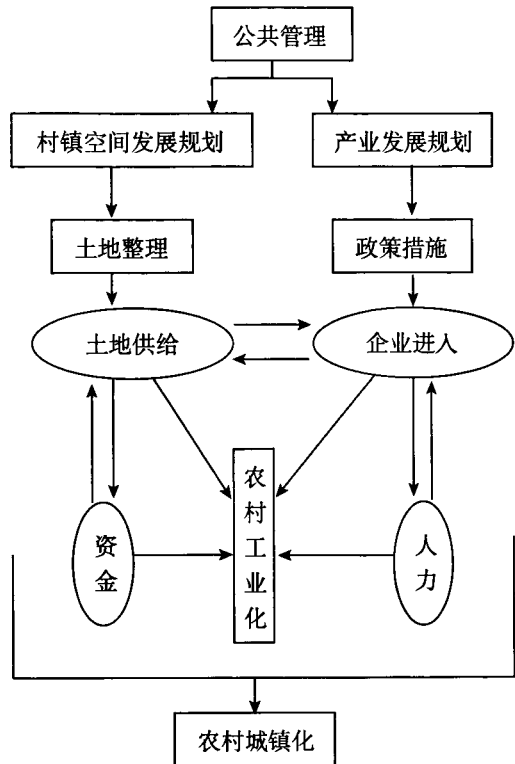 公共管理
村镇空间发展规划
产业发展规划
土地整理
政策措施
土地供给
企业进入
农村工业化
资金
人力
农村城镇化